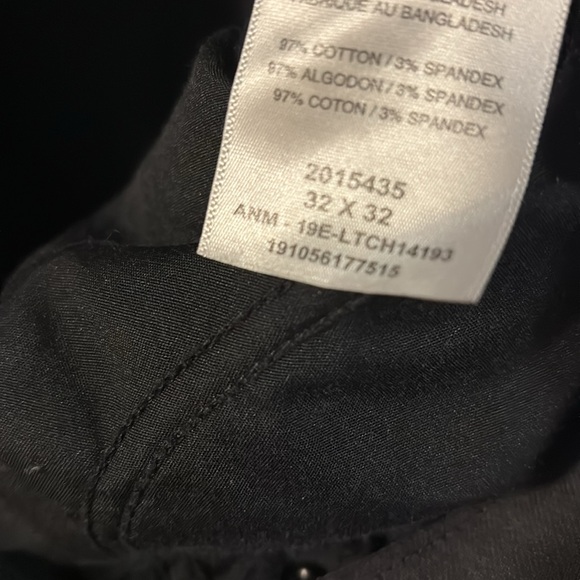 AU BANGLADESH
97% COTTON / 3% SPANDEX
97% ALGODON / 3% SPANDEX
97% COTON / 3% SPANDEX
2015435
32 X 32
ANM - 19E-LTCH14193
191056177515